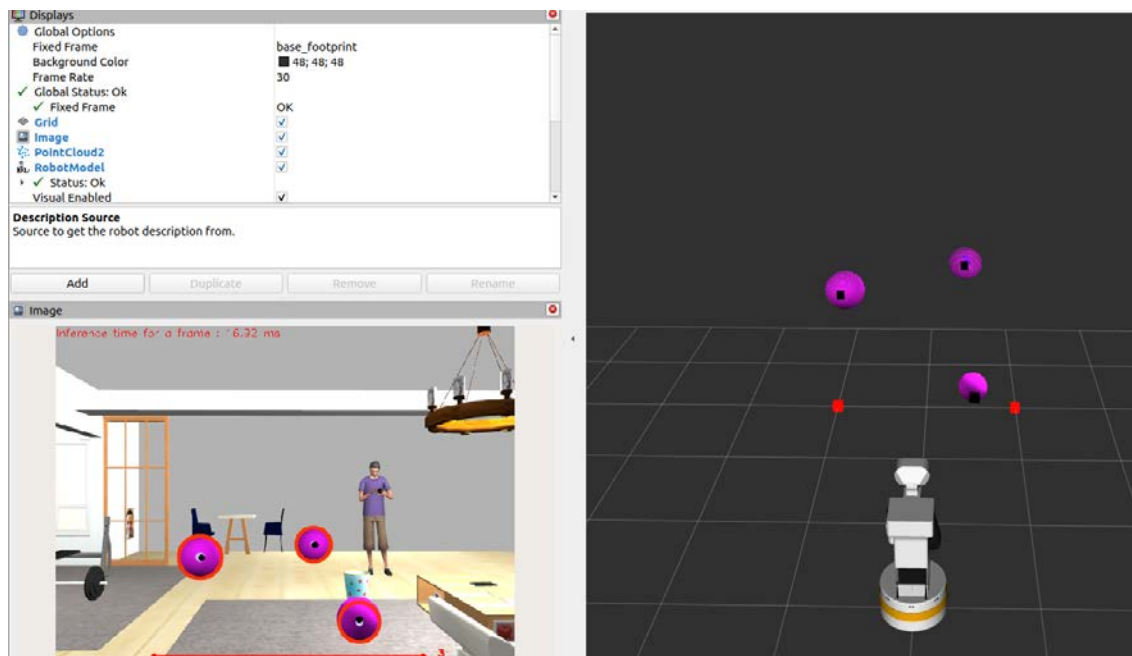 Displays
Global Options
Fixed Frame base_footprint
Background Color 48; 48; 48
Frame Rate 30
Global Status: Ok
Fixed Frame OK
Grid
Image
PointCloud2
RobotModel
Status: Ok
Visual Enabled
Description Source
Source to get the robot description from.
Add Duplicate Remove Rename
Image
Inference time for a frame : 16.92 ms
3